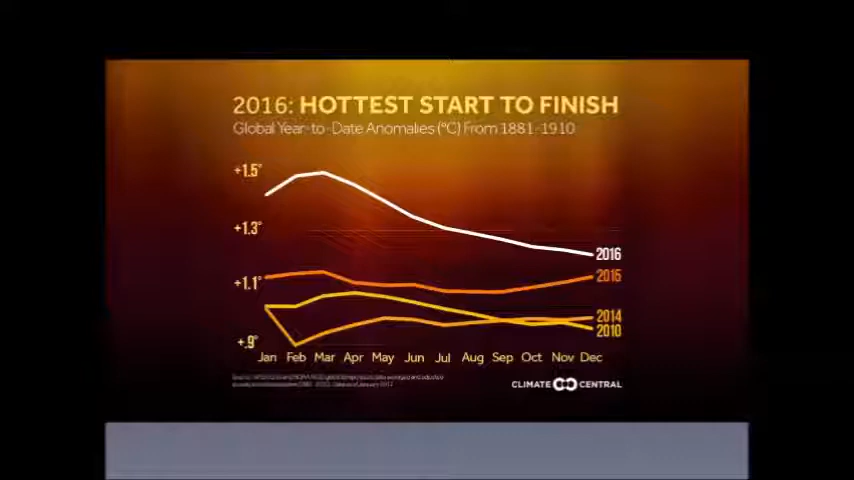 2016: HOTTEST START TO FINISH
Global Year-to-Date Anomalies (°C) From 1881-1910
+1.5°
+1.3°
+1.1°
+.9°
2016
2015
2014
2010
Jan Feb Mar Apr May Jun Jul Aug Sep Oct Nov Dec
CLIMATE CENTRAL